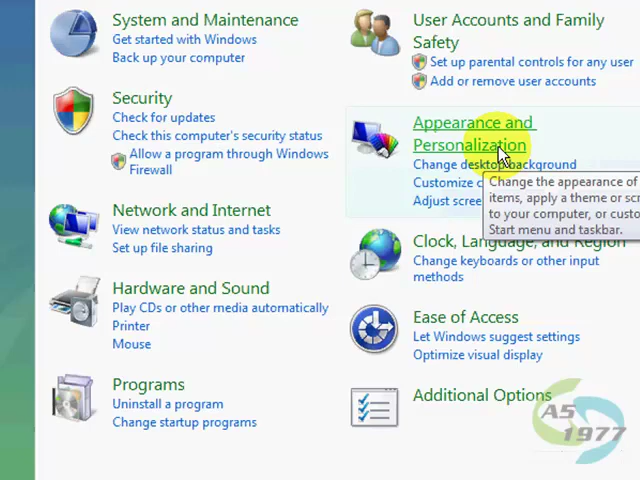 System and Maintenance
Get started with Windows
Back up your computer
Security
Check for updates
Check this computer's security status
Allow a program through Windows
Firewall
Network and Internet
View network status and tasks
Set up file sharing
Hardware and Sound
Play CDs or other media automatically
Printer
Mouse
Programs
Uninstall a program
Change startup programs
User Accounts and Family
Safety
Set up parental controls for any user
Add or remove user accounts
Appearance and
Personalization
Change desktop background
Customize
Adjust
Change the appearance of
items, apply a theme or
to your computer, or
Start menu and taskbar.
Clock, Language, and Region
Change keyboards or other input
methods
Ease of Access
Let Windows suggest settings
Optimize visual display
Additional Options
AS
1977